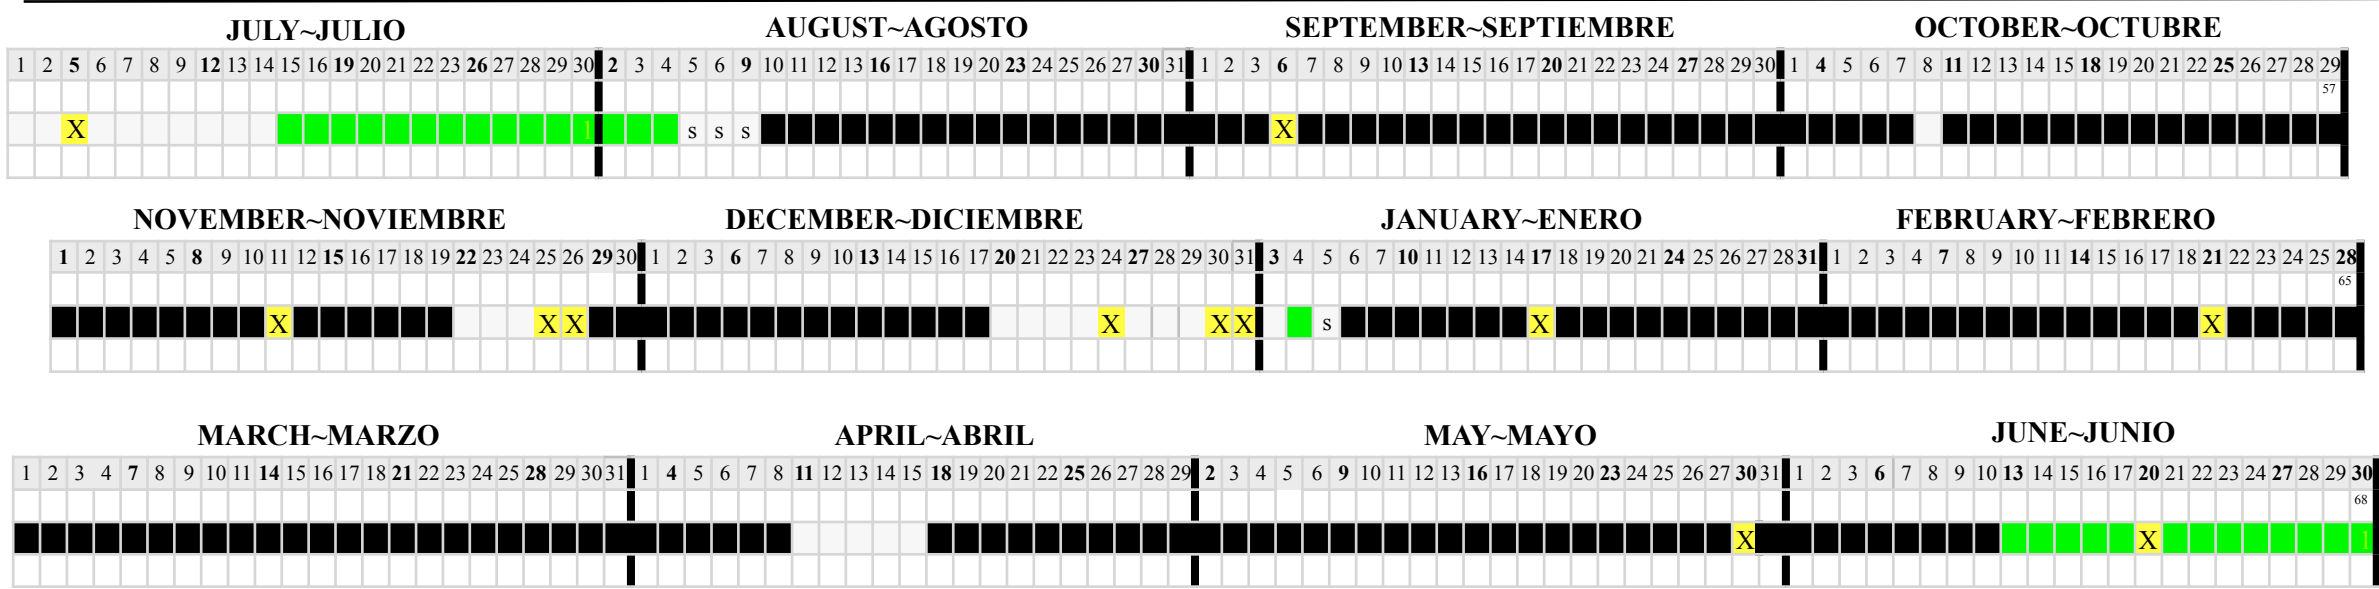 JULY~JULIO AUGUST~AGOSTO SEPTEMBER~SEPTIEMBRE OCTOBER~OCTUBRE
1 2 5 6 7 8 9 12 13 14 15 16 19 20 21 22 23 26 27 28 29 30 2 3 4 5 6 9 10 11 12 13 16 17 18 19 20 23 24 25 26 27 30 31 1 2 3 6 7 8 9 10 13 14 15 16 17 20 21 22 23 24 27 28 29 30 1 4 5 6 7 8 11 12 13 14 15 18 19 20 21 22 25 26 27 28 29
57
X 1 s s s X
NOVEMBER~NOVIEMBRE DECEMBER~DICIEMBRE JANUARY~ENERO FEBRUARY~FEBRERO
1 2 3 4 5 8 9 10 11 12 15 16 17 18 19 22 23 24 25 26 29 30 1 2 3 6 7 8 9 10 13 14 15 16 17 20 21 22 23 24 27 28 29 30 31 3 4 5 6 7 10 11 12 13 14 17 18 19 20 21 24 25 26 27 28 31 1 2 3 4 7 8 9 10 11 14 15 16 17 18 21 22 23 24 25 28
65
X X X X X X s X X
MARCH~MARZO APRIL~ABRIL MAY~MAYO JUNE~JUNIO
1 2 3 4 7 8 9 10 11 14 15 16 17 18 21 22 23 24 25 28 29 30 31 1 4 5 6 7 8 11 12 13 14 15 18 19 20 21 22 25 26 27 28 29 2 3 4 5 6 9 10 11 12 13 16 17 18 19 20 23 24 25 26 27 30 31 1 2 3 6 7 8 9 10 13 14 15 16 17 20 21 22 23 24 27 28 29 30
68
X X 1